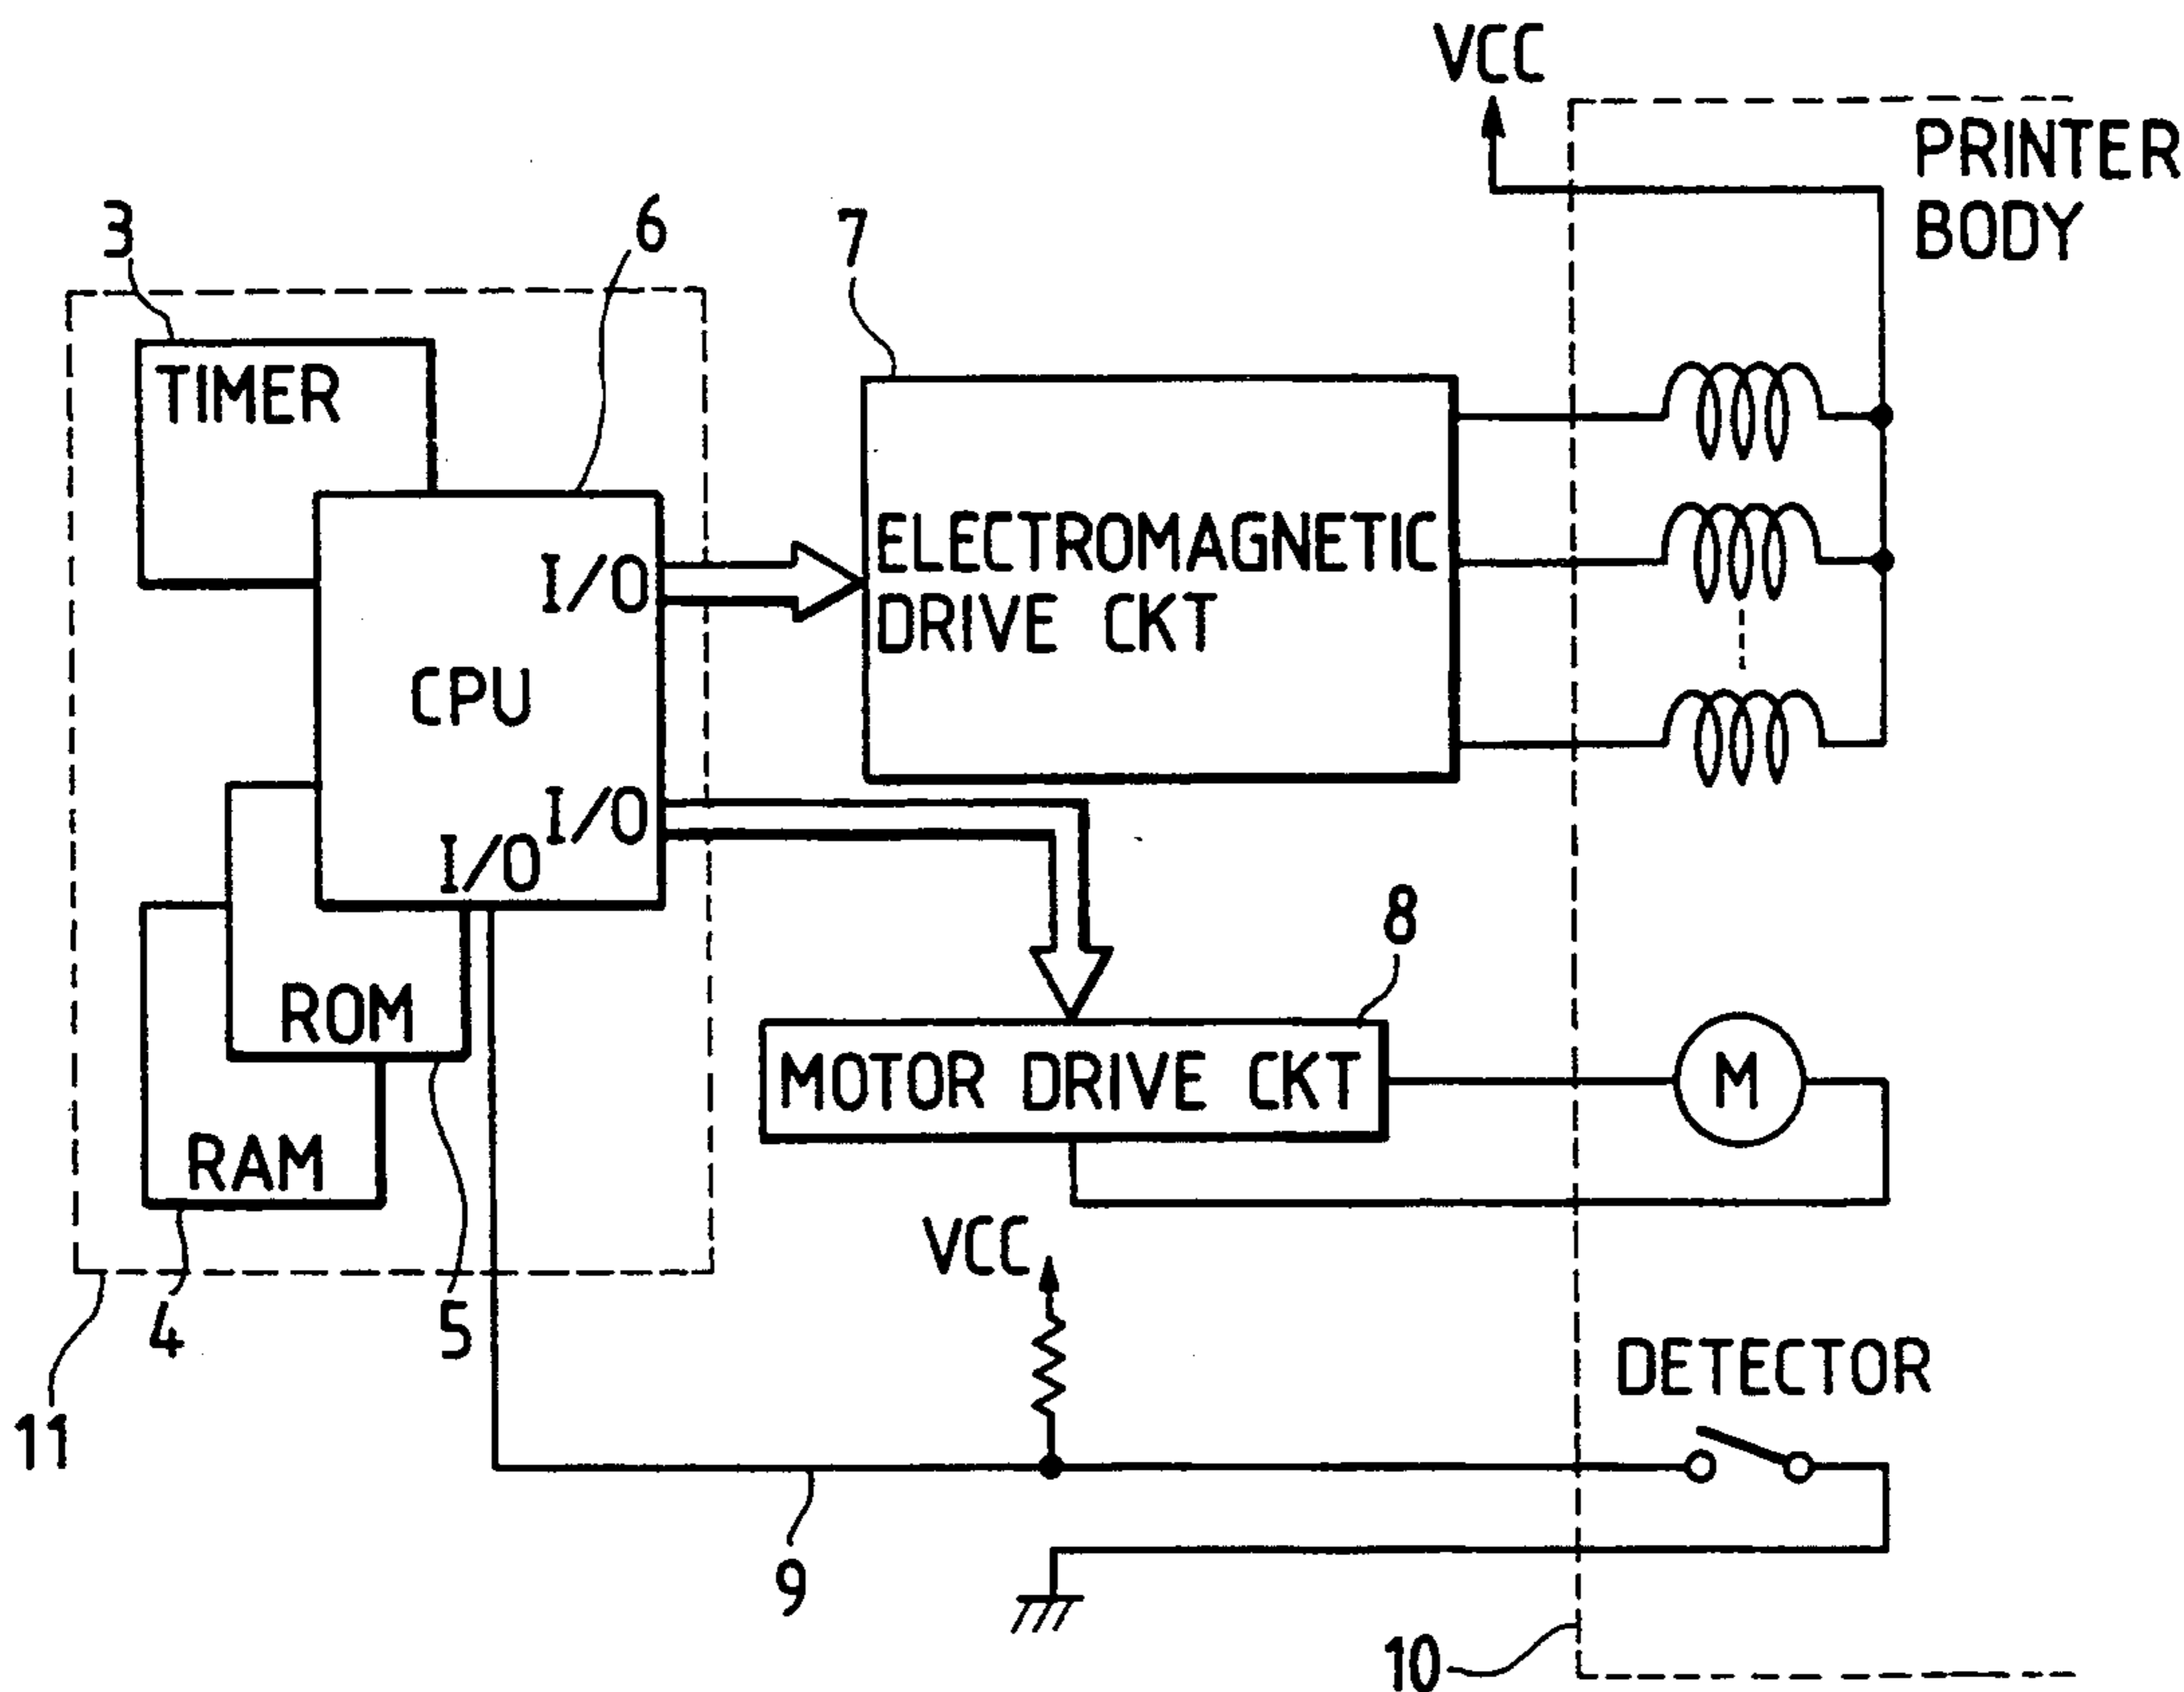 VCC
PRINTER
BODY
3
6
7
TIMER
I/O
ELECTROMAGNETIC
DRIVE CKT
CPU
I/O
I/O
8
ROM
MOTOR DRIVE CKT
M
RAM
VCC
4
5
DETECTOR
11
9
10